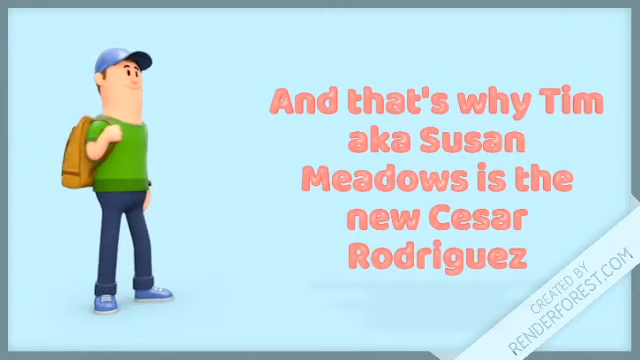 And that's why Tim
aka Susan
Meadows is the
new Cesar
Rodriguez
CREATED BY
RENDERFOREST.COM